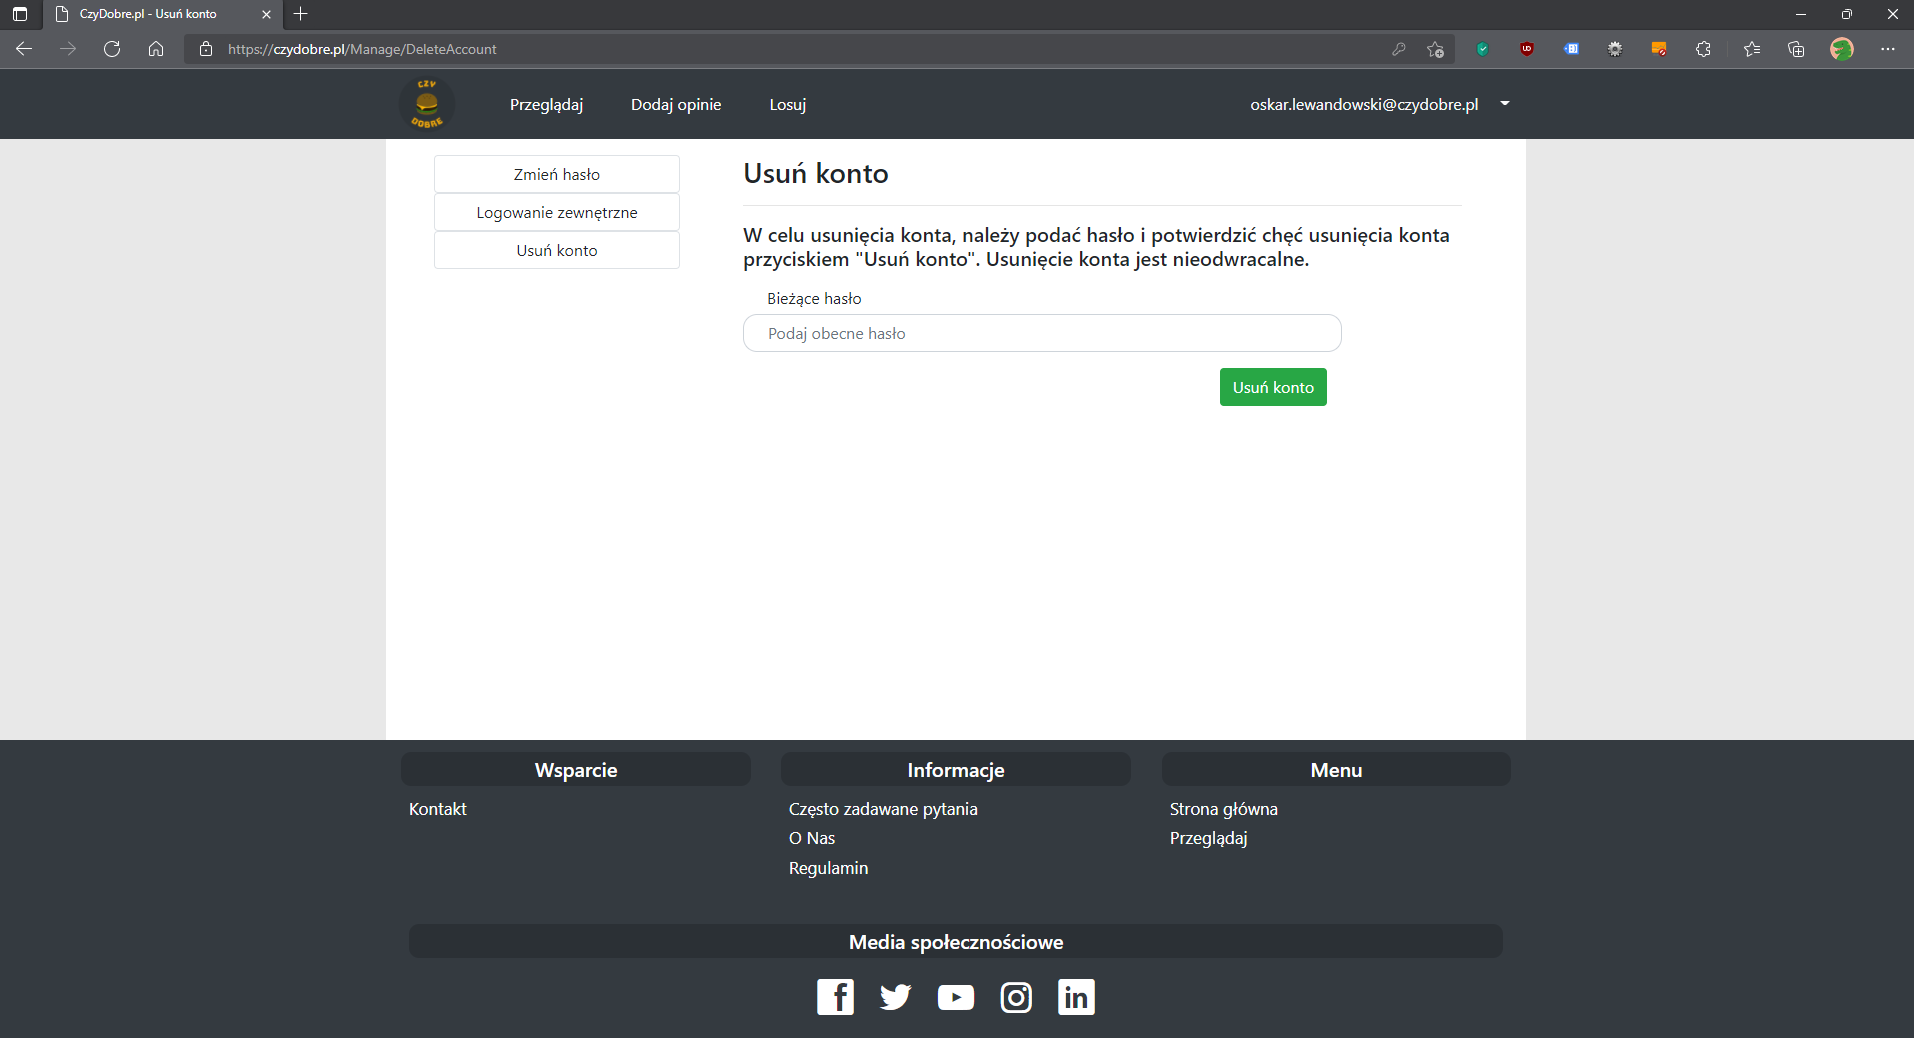 CzyDobre.pl - Usuń konto
https://czydobre.pl/Manage/DeleteAccount
CZY
DOBRE
Przeglądaj
Dodaj opinie
Losuj
oskar.lewandowski@czydobre.pl
Zmień hasło
Logowanie zewnętrzne
Usuń konto
Usuń konto
W celu usunięcia konta, należy podać hasło i potwierdzić chęć usunięcia konta
przyciskiem "Usuń konto". Usunięcie konta jest nieodwracalne.
Bieżące hasło
Podaj obecne hasło
Usuń konto
Wsparcie
Kontakt
Informacje
Często zadawane pytania
O Nas
Regulamin
Menu
Strona główna
Przeglądaj
Media społecznościowe